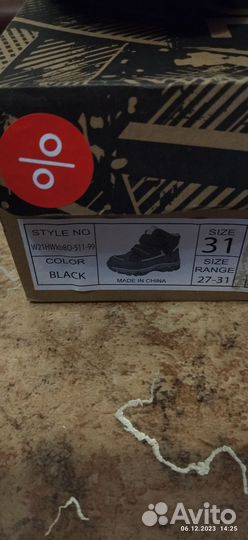 %
STYLE NO
SIZE
31
COLOR
BLACK
MADE IN CHINA
SIZE
RANGE
27-31
Avito
06.12.2023 14:25